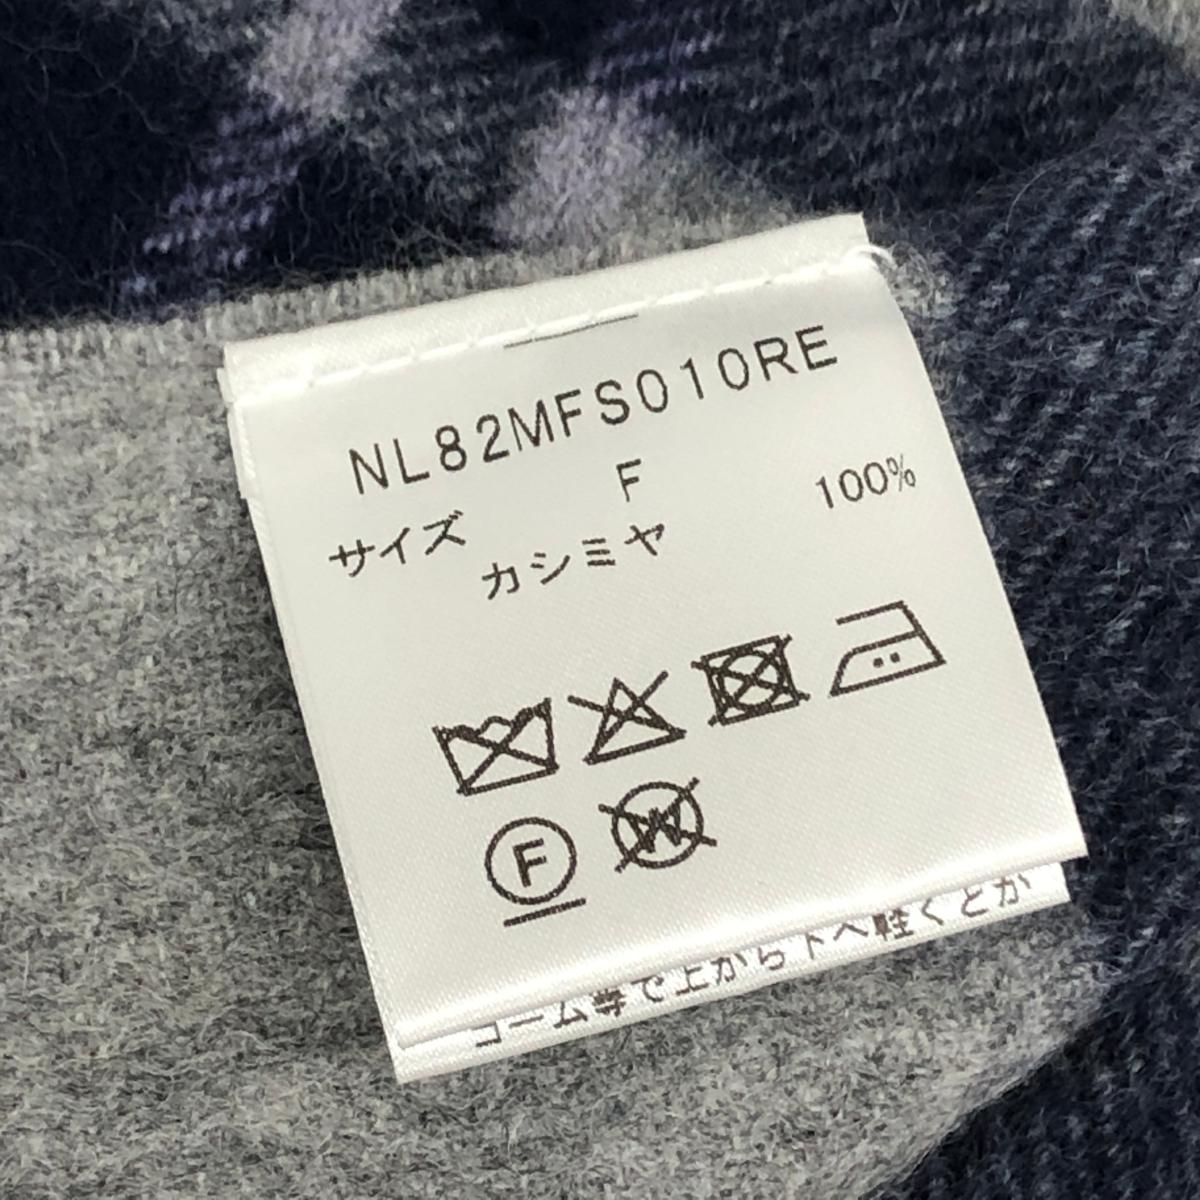 NL82MFS010RE
サイズ F
カシミヤ 100%
F
W
コーム等で上から下へ軽くとか